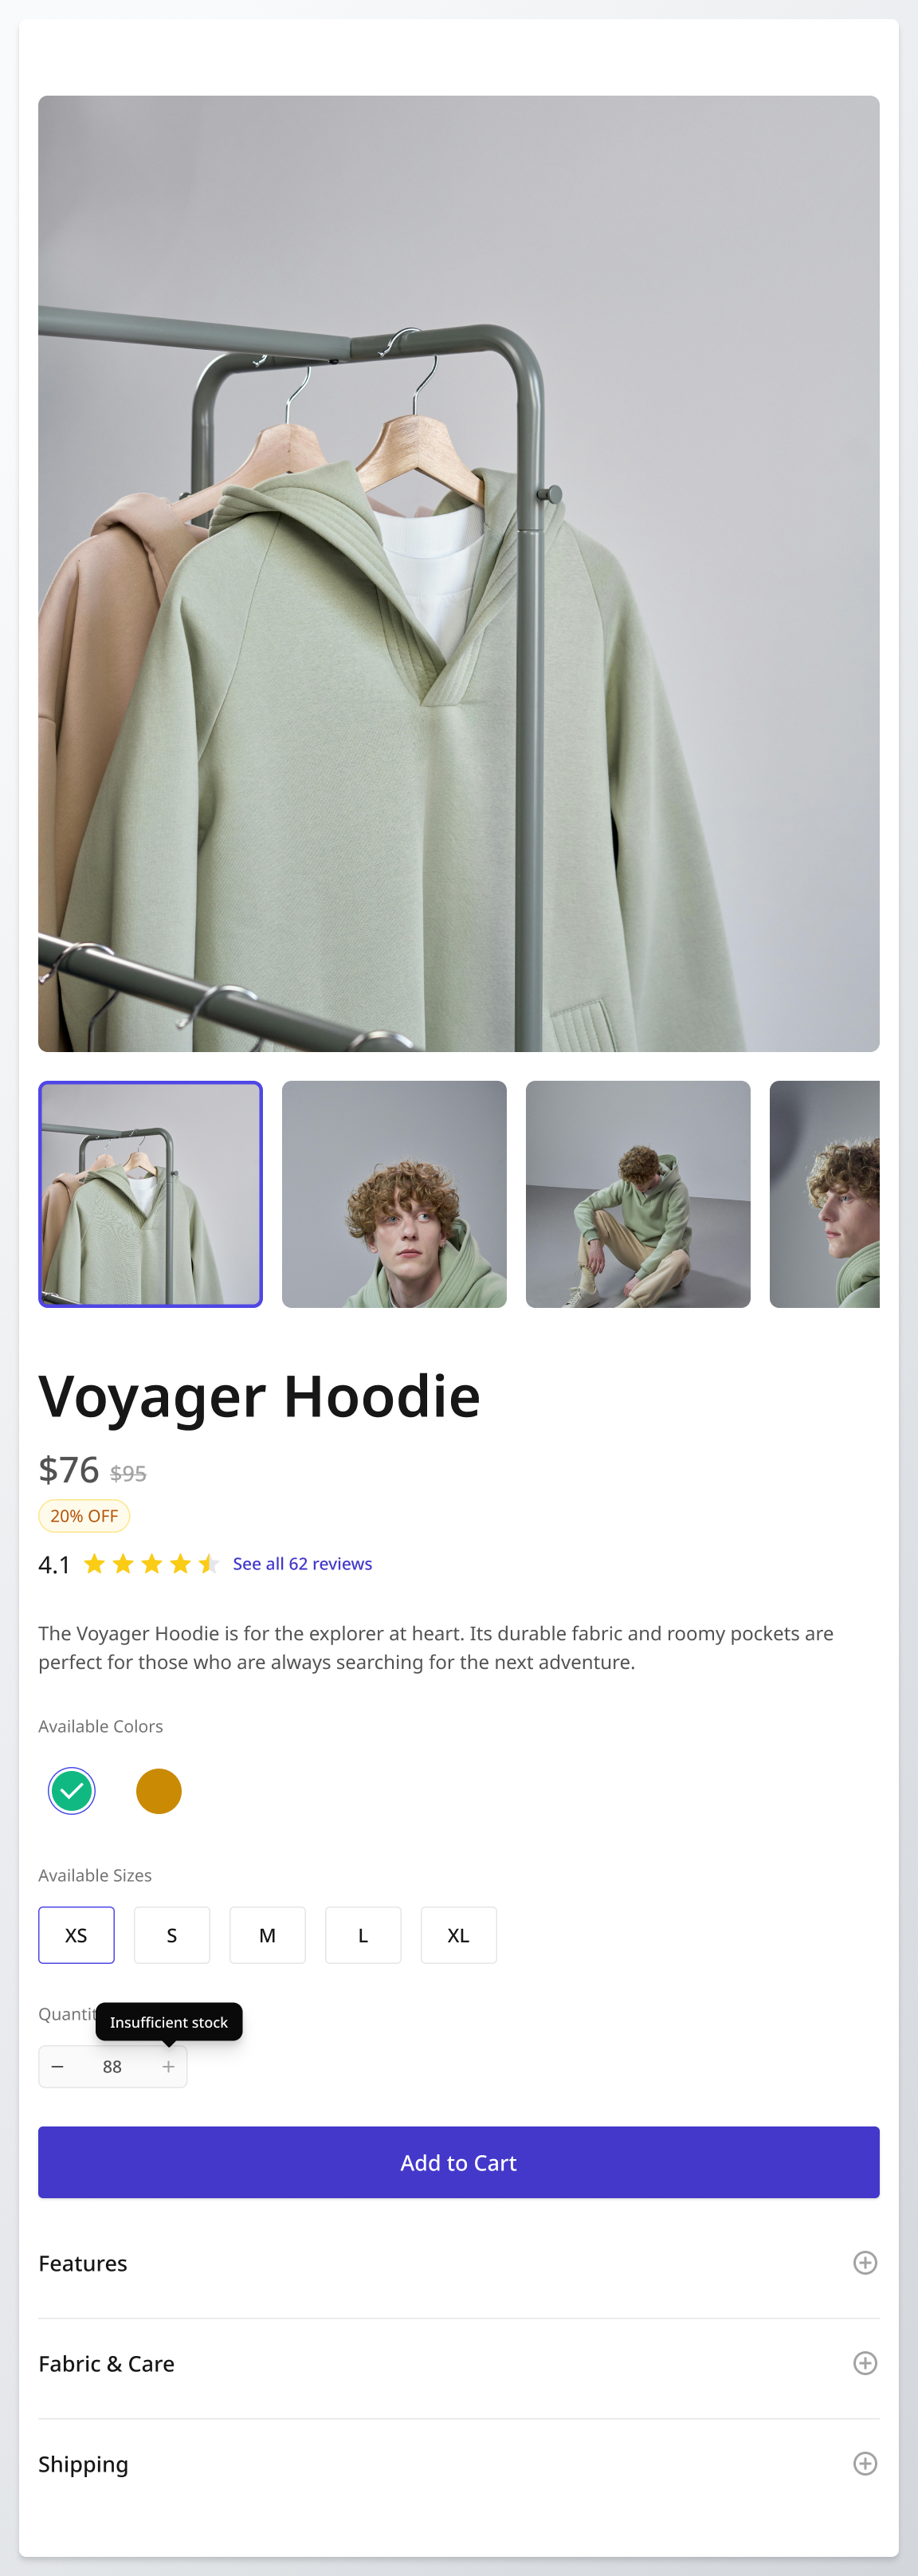 Voyager Hoodie
$76 $95
20% OFF
4.1 See all 62 reviews
The Voyager Hoodie is for the explorer at heart. Its durable fabric and roomy pockets are
perfect for those who are always searching for the next adventure.
Available Colors
Available Sizes
XS S M L XL
Quantit
Insufficient stock
88
Add to Cart
Features
Fabric & Care
Shipping